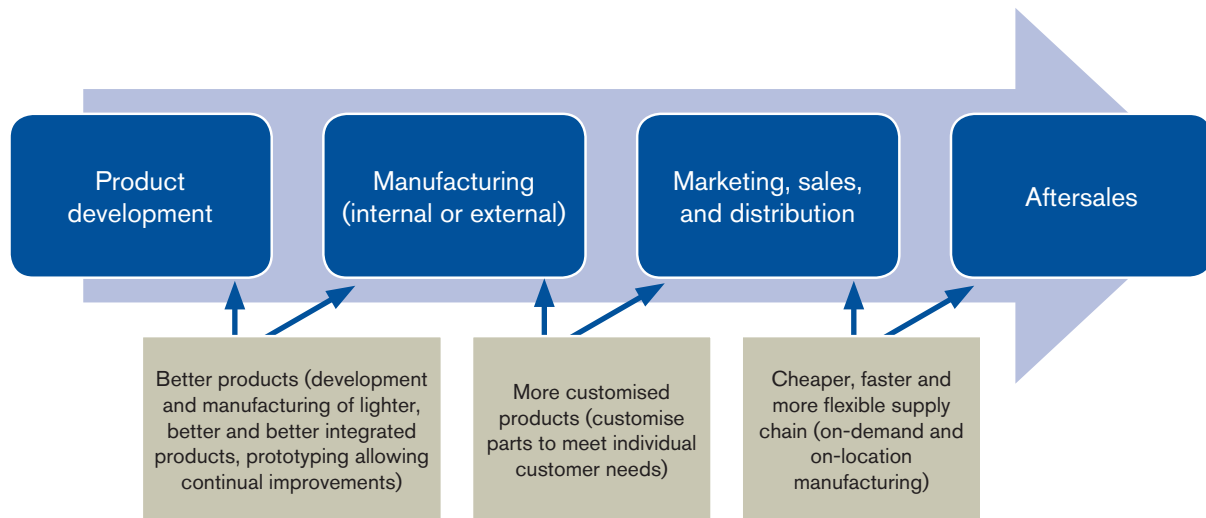 Product
development
Manufacturing
(internal or external)
Marketing, sales,
and distribution
Aftersales
Better products (development
and manufacturing of lighter,
better and better integrated
products, prototyping allowing
continual improvements)
More customised
products (customise
parts to meet individual
customer needs)
Cheaper, faster and
more flexible supply
chain (on-demand and
on-location
manufacturing)